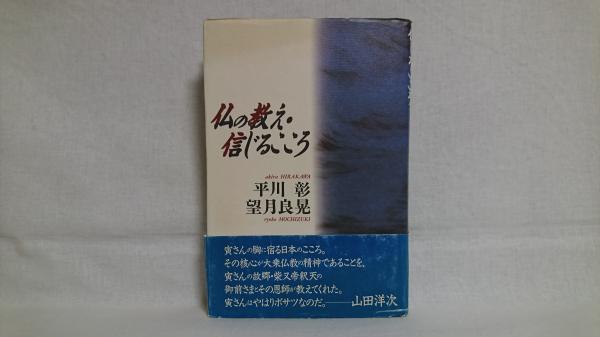 仏の教え・
信じるこころ
akira HIRAKAWA
平川 彰
望月良晃
ryoko MOCHIZUKI
寅さんの胸に宿る日本のこころ。
その核心が大乗仏教の精神であることを、
寅さんの故郷・柴又帝釈天の
御前さまとその恩師が教えてくれた。
寅さんはやはりボサツなのだ。——山田洋次